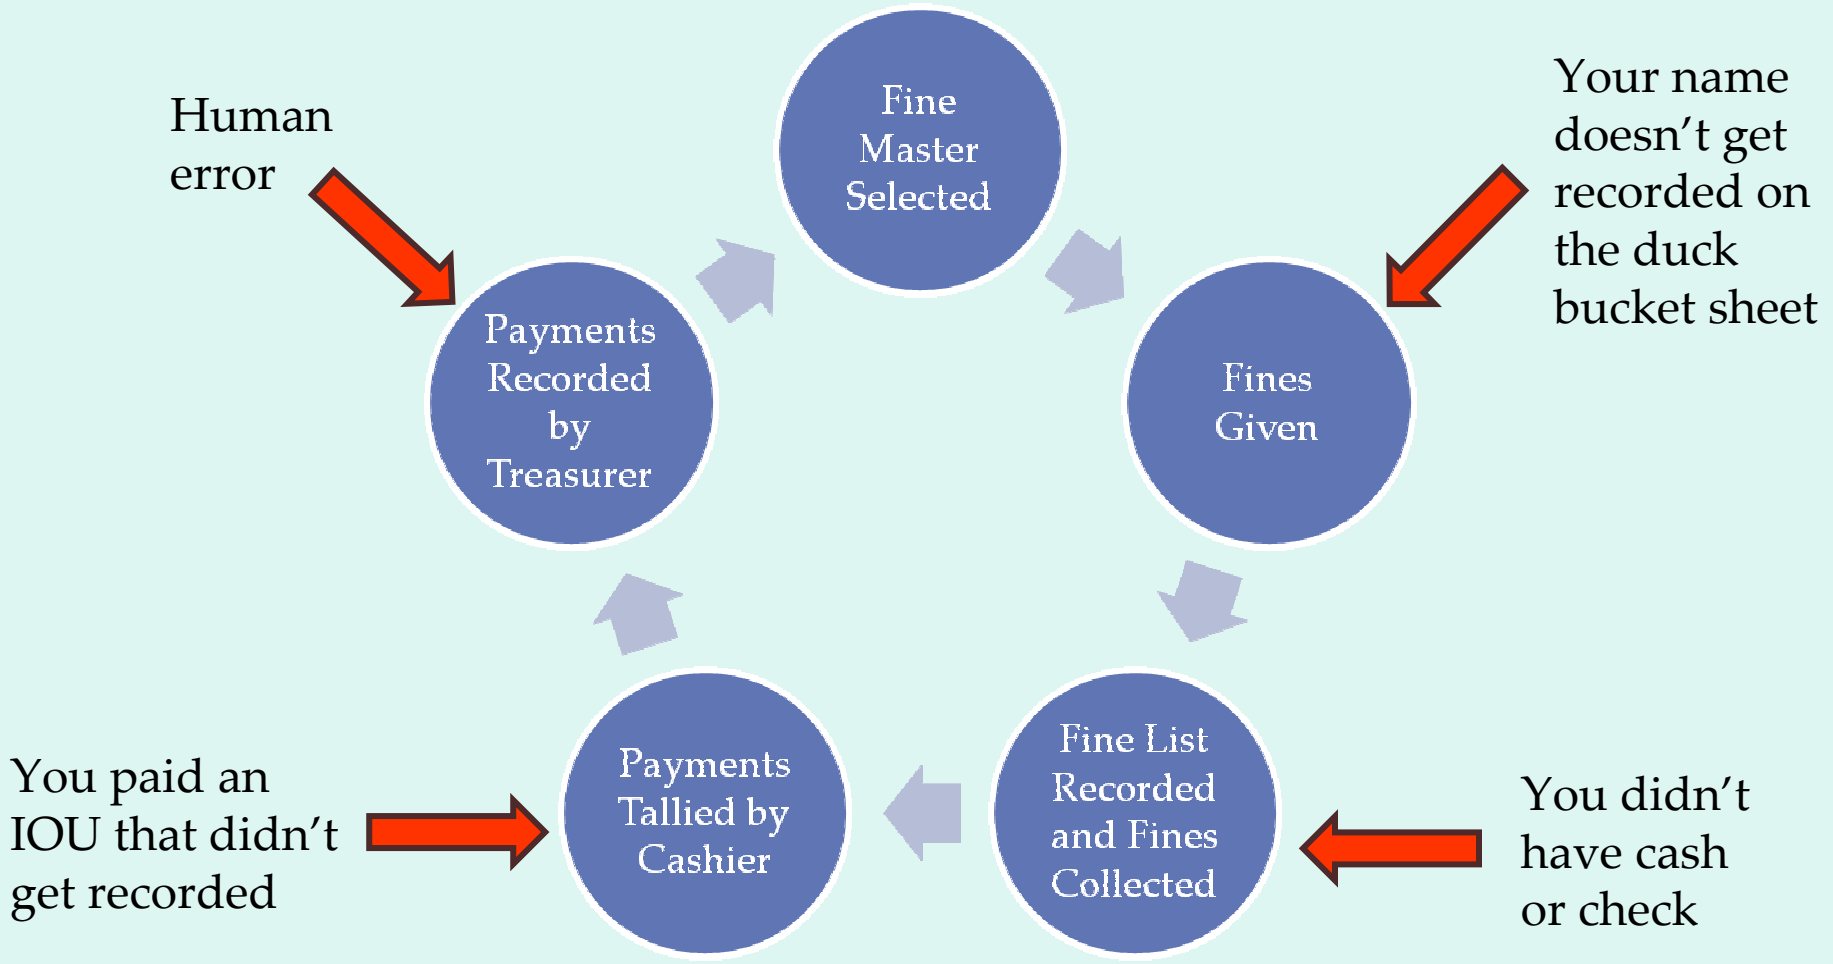 Fine
Master
Selected
Your name
doesn’t get
recorded on
the duck
bucket sheet
Fines
Given
You didn’t
have cash
or check
Fine List
Recorded
and Fines
Collected
Payments
Tallied by
Cashier
You paid an
IOU that didn’t
get recorded
Payments
Recorded
by
Treasurer
Human
error